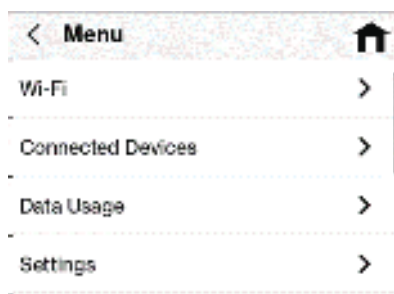 Menu
Wi-Fi
Connected Devices
Data Usage
Settings